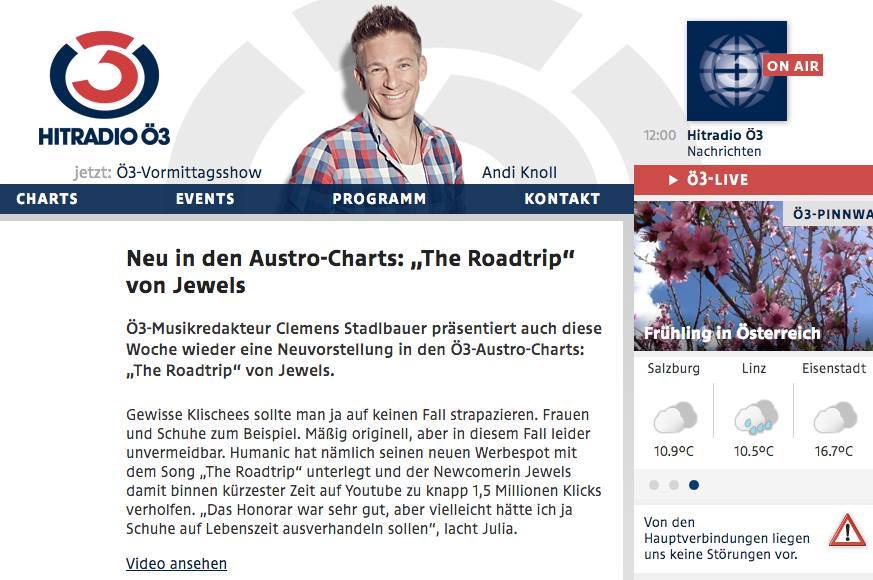 3
HITRADIO Ö3
jetzt: Ö3-Vormittagsshow
Andi Knoll
CHARTS EVENTS PROGRAMM KONTAKT
Neu in den Austro-Charts: „The Roadtrip“
von Jewels
Ö3-Musikredakteur Clemens Stadlbauer präsentiert auch diese
Woche wieder eine Neuvorstellung in den Ö3-Austro-Charts:
„The Roadtrip“ von Jewels.
Gewisse Klischees sollte man ja auf keinen Fall strapazieren. Frauen
und Schuhe zum Beispiel. Mäßig originell, aber in diesem Fall leider
unvermeidbar. Humanic hat nämlich seinen neuen Werbespot mit
dem Song „The Roadtrip“ unterlegt und der Newcomerin Jewels
damit binnen kürzester Zeit auf Youtube zu knapp 1,5 Millionen Klicks
verholfen. „Das Honorar war sehr gut, aber vielleicht hätte ich ja
Schuhe auf Lebenszeit ausverhandeln sollen“, lacht Julia.
Video ansehen
3
ON AIR
12:00 Hitradio Ö3
Nachrichten
Ö3-LIVE
Ö3-PINNWA
Frühling in Österreich
Salzburg Linz Eisenstadt
10.9°C 10.5°C 16.7°C
Von den
Hauptverbindungen liegen
uns keine Störungen vor.
!